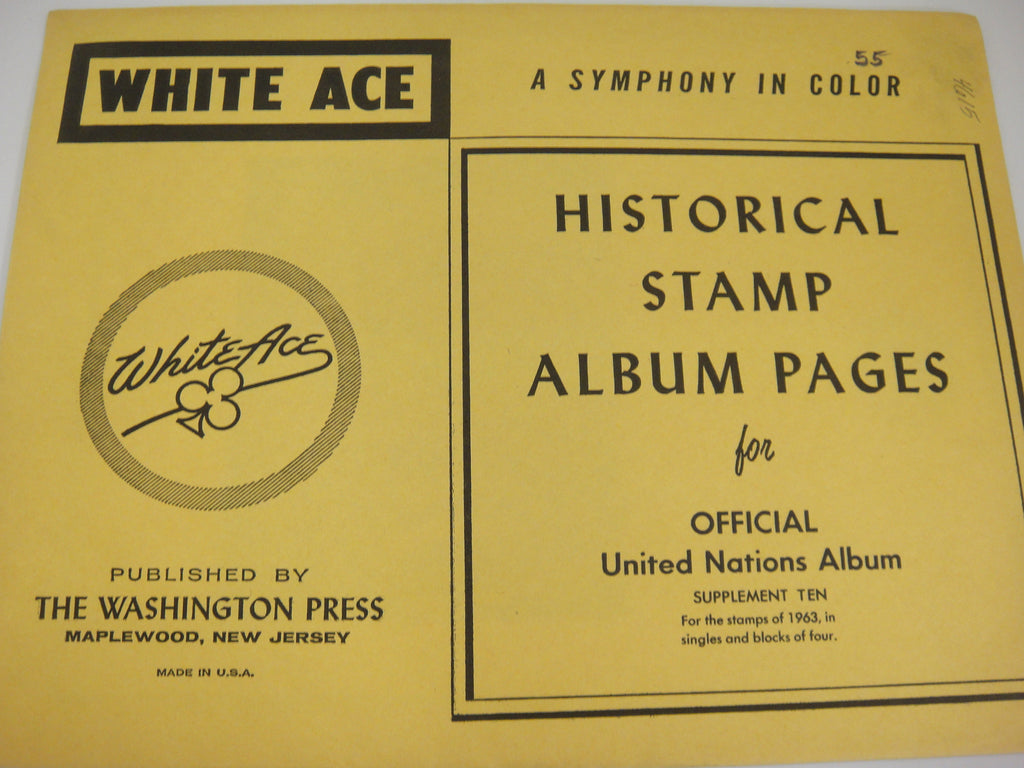 WHITE ACE
A SYMPHONY IN COLOR
55
White Ace
PUBLISHED BY
THE WASHINGTON PRESS
MAPLEWOOD, NEW JERSEY
MADE IN U.S.A.
HISTORICAL
STAMP
ALBUM PAGES
for
OFFICIAL
United Nations Album
SUPPLEMENT TEN
For the stamps of 1963, in
singles and blocks of four.